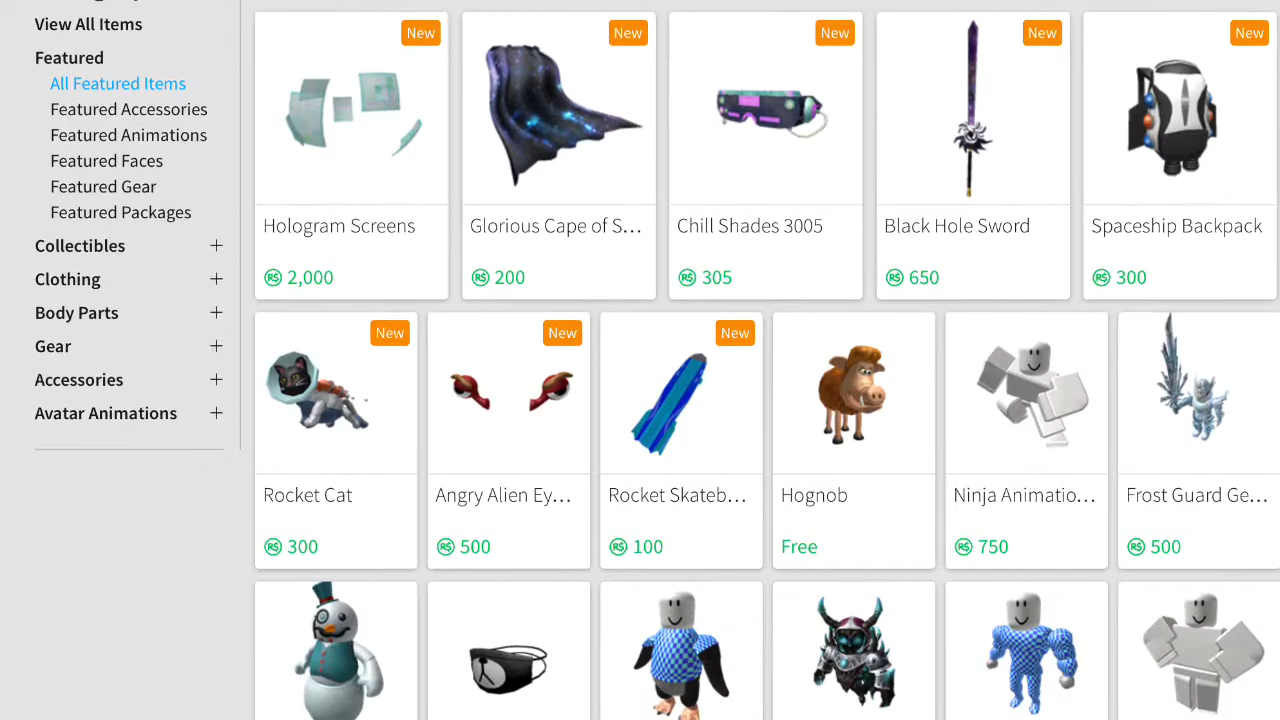 View All Items
Featured
All Featured Items
Featured Accessories
Featured Animations
Featured Faces
Featured Gear
Featured Packages
Collectibles +
Clothing +
Body Parts +
Gear +
Accessories +
Avatar Animations +
New New New New New
Hologram Screens Glorious Cape of S... Chill Shades 3005 Black Hole Sword Spaceship Backpack
R$ 2,000 R$ 200 R$ 305 R$ 650 R$ 300
New New New
Rocket Cat Angry Alien Ey... Rocket Skateb... Hognob Ninja Animatio... Frost Guard Ge...
R$ 300 R$ 500 R$ 100 Free R$ 750 R$ 500